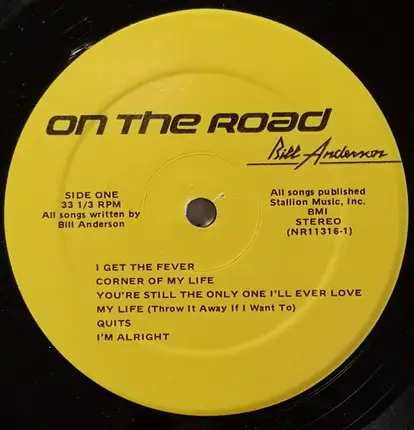 ON THE ROAD
Bill Anderson
SIDE ONE
33 1/3 RPM
All songs written by
Bill Anderson
All songs published
Stallion Music, Inc.
BMI
STEREO
(NR11316-1)
I GET THE FEVER
CORNER OF MY LIFE
YOU'RE STILL THE ONLY ONE I'LL EVER LOVE
MY LIFE (Throw It Away If I Want To)
QUITS
I'M ALRIGHT